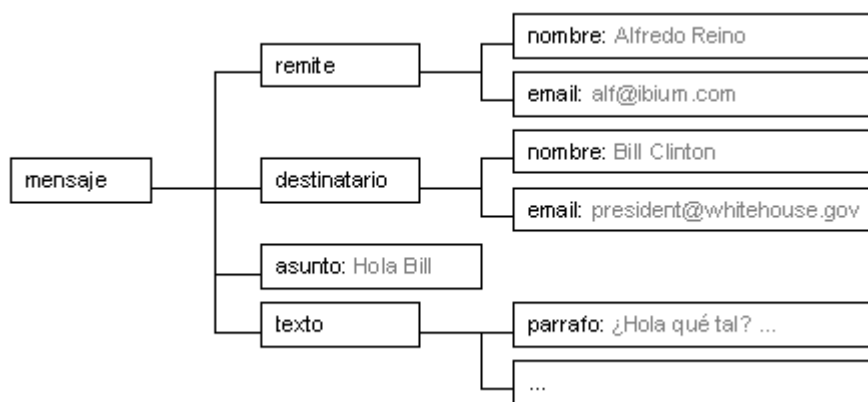 mensaje
remite
nombre: Alfredo Reino
email: alf@ibium.com
destinatario
nombre: Bill Clinton
email: president@whitehouse.gov
asunto: Hola Bill
texto
parrafo: ¿Hola qué tal? ...
...